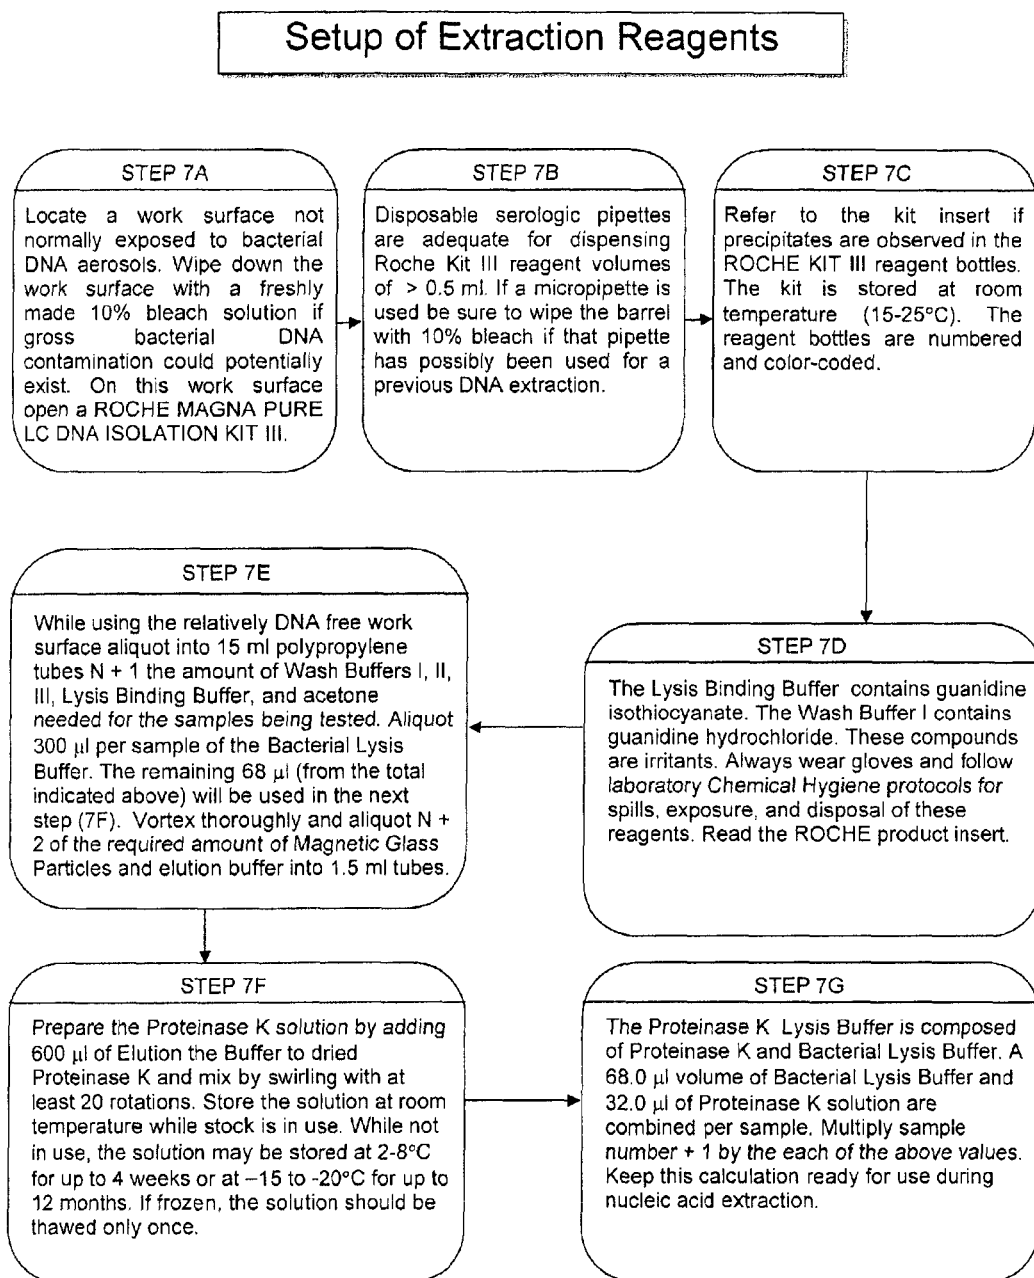 Setup of Extraction Reagents
STEP 7A
Locate a work surface not
normally exposed to bacterial
DNA aerosols. Wipe down the
work surface with a freshly
made 10% bleach solution if
gross bacterial DNA
contamination could potentially
exist. On this work surface
open a ROCHE MAGNA PURE
LC DNA ISOLATION KIT III.
STEP 7B
Disposable serologic pipettes
are adequate for dispensing
Roche Kit III reagent volumes
of > 0.5 ml. If a micropipette is
used be sure to wipe the barrel
with 10% bleach if that pipette
has possibly been used for a
previous DNA extraction.
STEP 7C
Refer to the kit insert if
precipitates are observed in the
ROCHE KIT III reagent bottles.
The kit is stored at room
temperature (15-25°C). The
reagent bottles are numbered
and color-coded.
STEP 7D
The Lysis Binding Buffer contains guanidine
isothiocyanate. The Wash Buffer I contains
guanidine hydrochloride. These compounds
are irritants. Always wear gloves and follow
laboratory Chemical Hygiene protocols for
spills, exposure, and disposal of these
reagents. Read the ROCHE product insert.
STEP 7E
While using the relatively DNA free work
surface aliquot into 15 ml polypropylene
tubes N + 1 the amount of Wash Buffers I, II,
III, Lysis Binding Buffer, and acetone
needed for the samples being tested. Aliquot
300 µl per sample of the Bacterial Lysis
Buffer. The remaining 68 µl (from the total
indicated above) will be used in the next
step (7F). Vortex thoroughly and aliquot N +
2 of the required amount of Magnetic Glass
Particles and elution buffer into 1.5 ml tubes.
STEP 7F
Prepare the Proteinase K solution by adding
600 µl of Elution the Buffer to dried
Proteinase K and mix by swirling with at
least 20 rotations. Store the solution at room
temperature while stock is in use. While not
in use, the solution may be stored at 2-8°C
for up to 4 weeks or at –15 to -20°C for up to
12 months. If frozen, the solution should be
thawed only once.
STEP 7G
The Proteinase K Lysis Buffer is composed
of Proteinase K and Bacterial Lysis Buffer. A
68.0 µl volume of Bacterial Lysis Buffer and
32.0 µl of Proteinase K solution are
combined per sample. Multiply sample
number + 1 by the each of the above values.
Keep this calculation ready for use during
nucleic acid extraction.